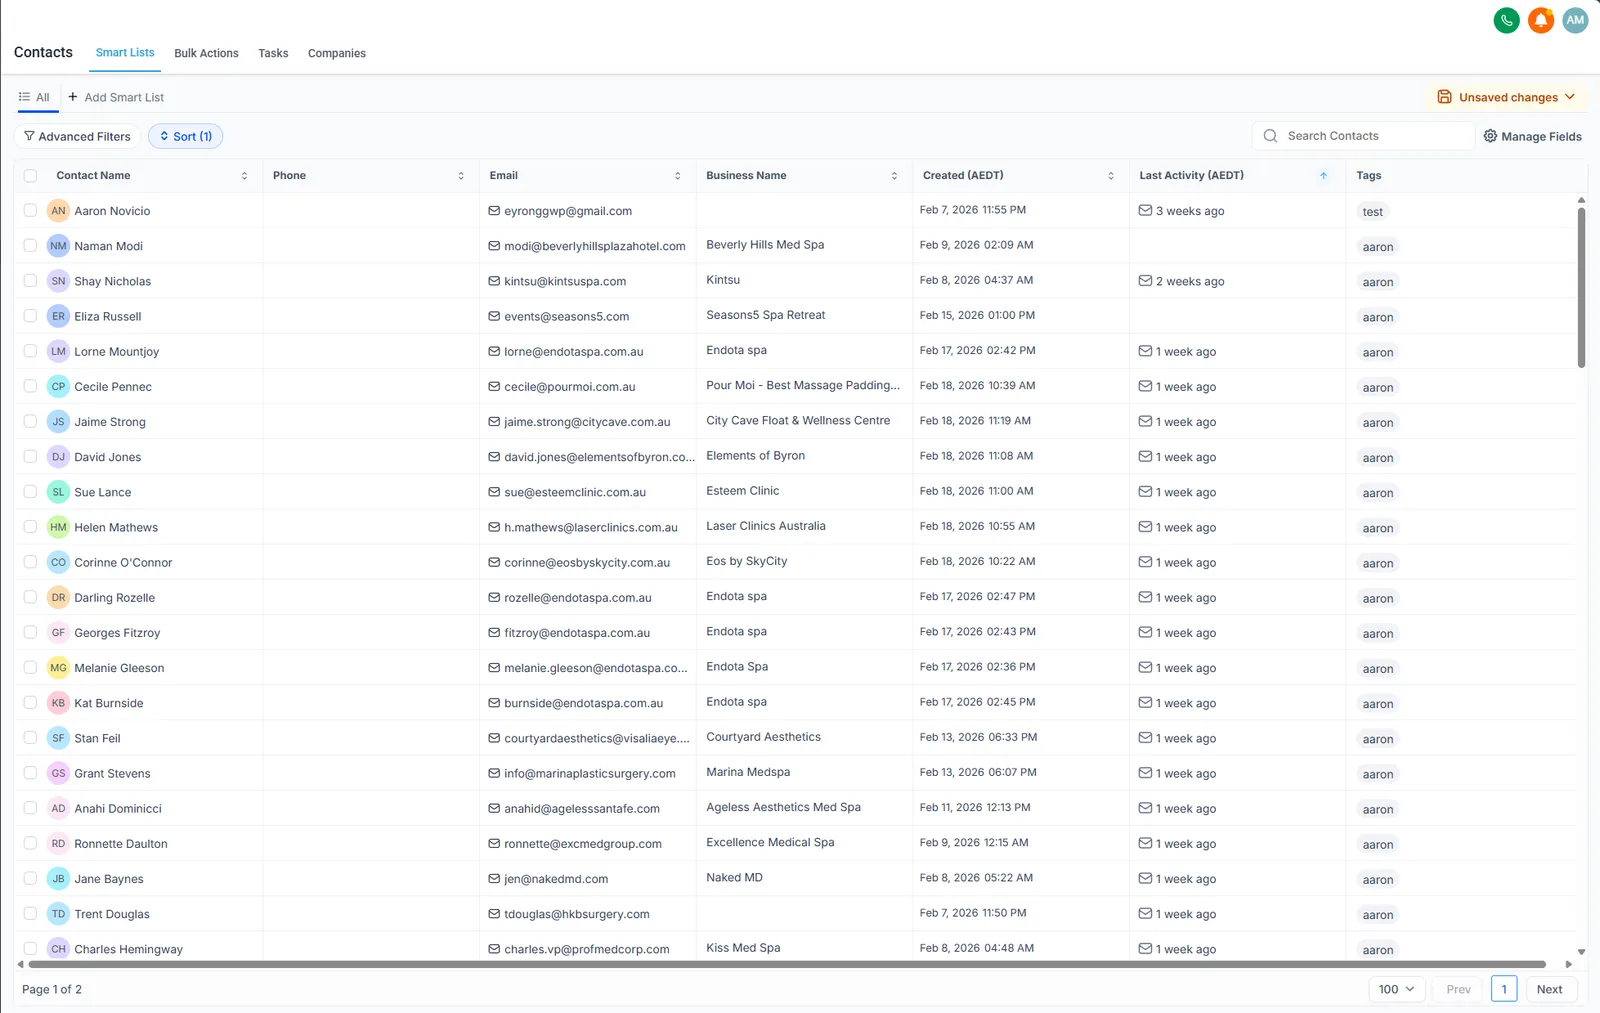 AM
Contacts Smart Lists Bulk Actions Tasks Companies
All + Add Smart List Unsaved changes
Advanced Filters Sort (1) Search Contacts Manage Fields
Contact Name Phone Email Business Name Created (AEDT) Last Activity (AEDT) Tags
AN Aaron Novicio eyronggwp@gmail.com Feb 7, 2026 11:55 PM 3 weeks ago test
NM Naman Modi modi@beverlyhillsplazahotel.com Beverly Hills Med Spa Feb 9, 2026 02:09 AM aaron
SN Shay Nicholas kintsu@kintsuspa.com Kintsu Feb 8, 2026 04:37 AM 2 weeks ago aaron
ER Eliza Russell events@seasons5.com Seasons5 Spa Retreat Feb 15, 2026 01:00 PM aaron
LM Lorne Mountjoy lorne@endotaspa.com.au Endota spa Feb 17, 2026 02:42 PM 1 week ago aaron
CP Cecile Pennec cecile@pourmoi.com.au Pour Moi - Best Massage Padding... Feb 18, 2026 10:39 AM 1 week ago aaron
JS Jaime Strong jaime.strong@citycave.com.au City Cave Float & Wellness Centre Feb 18, 2026 11:19 AM 1 week ago aaron
DJ David Jones david.jones@elementsofbyron.co... Elements of Byron Feb 18, 2026 11:08 AM 1 week ago aaron
SL Sue Lance sue@esteemclinic.com.au Esteem Clinic Feb 18, 2026 11:00 AM 1 week ago aaron
HM Helen Mathews h.mathews@laserclinics.com.au Laser Clinics Australia Feb 18, 2026 10:55 AM 1 week ago aaron
CO Corinne O'Connor corinne@eosbyskycity.com.au Eos by SkyCity Feb 18, 2026 10:22 AM 1 week ago aaron
DR Darling Rozelle rozelle@endotaspa.com.au Endota spa Feb 17, 2026 02:47 PM 1 week ago aaron
GF Georges Fitzroy fitzroy@endotaspa.com.au Endota spa Feb 17, 2026 02:43 PM 1 week ago aaron
MG Melanie Gleeson melanie.gleeson@endotaspa.co... Endota Spa Feb 17, 2026 02:36 PM 1 week ago aaron
KB Kat Burnside burnside@endotaspa.com.au Endota spa Feb 17, 2026 02:45 PM 1 week ago aaron
SF Stan Feil courtyardaesthetics@visaliaeye.... Courtyard Aesthetics Feb 13, 2026 06:33 PM 1 week ago aaron
GS Grant Stevens info@marinaplasticsurgery.com Marina Medspa Feb 13, 2026 06:07 PM 1 week ago aaron
AD Anahi Dominicci anahid@agelesssantafe.com Ageless Aesthetics Med Spa Feb 11, 2026 12:13 PM 1 week ago aaron
RD Ronnette Daulton ronnette@excmedgroup.com Excellence Medical Spa Feb 9, 2026 12:15 AM 1 week ago aaron
JB Jane Baynes jen@nakedmd.com Naked MD Feb 8, 2026 05:22 AM 1 week ago aaron
TD Trent Douglas tdouglas@hkbsurgery.com Feb 7, 2026 11:50 PM 1 week ago aaron
CH Charles Hemingway charles.vp@profmedcorp.com Kiss Med Spa Feb 8, 2026 04:48 AM 1 week ago aaron
Page 1 of 2 100 Prev 1 Next